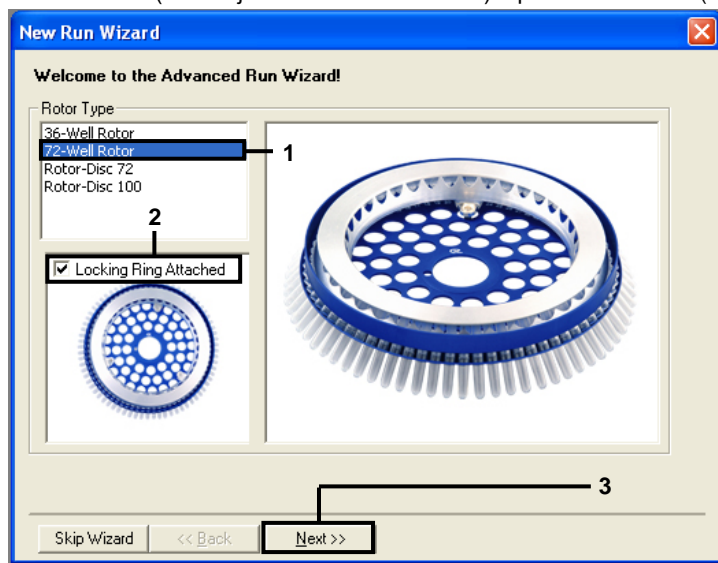 New Run Wizard
Welcome to the Advanced Run Wizard!
Rotor Type
36-Well Rotor
72-Well Rotor
Rotor-Disc 72
Rotor-Disc 100
1
2
Locking Ring Attached
3
Skip Wizard
<< Back
Next >>